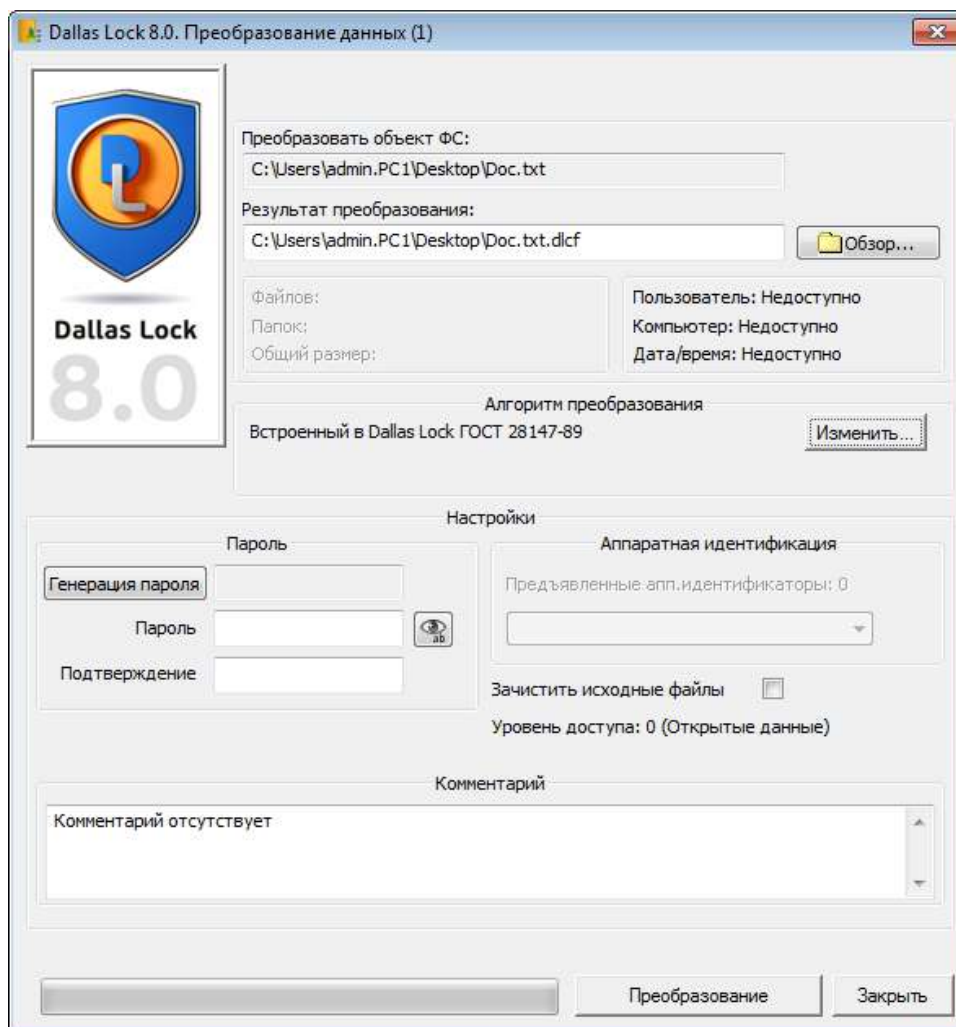 Dallas Lock 8.0. Преобразование данных (1)
Dallas Lock
8.0
Преобразовать объект ФС:
C:\Users\admin.PC1\Desktop\Doc.txt
Результат преобразования:
C:\Users\admin.PC1\Desktop\Doc.txt.dlcf
Обзор...
Файлов:
Папок:
Общий размер:
Пользователь: Недоступно
Компьютер: Недоступно
Дата/время: Недоступно
Алгоритм преобразования
Встроенный в Dallas Lock ГОСТ 28147-89
Изменить...
Настройки
Пароль
Генерация пароля
Пароль
ab
Подтверждение
Аппаратная идентификация
Предъявленные апп.идентификаторы: 0
Зачистить исходные файлы
Уровень доступа: 0 (Открытые данные)
Комментарий
Комментарий отсутствует
Преобразование
Закрыть